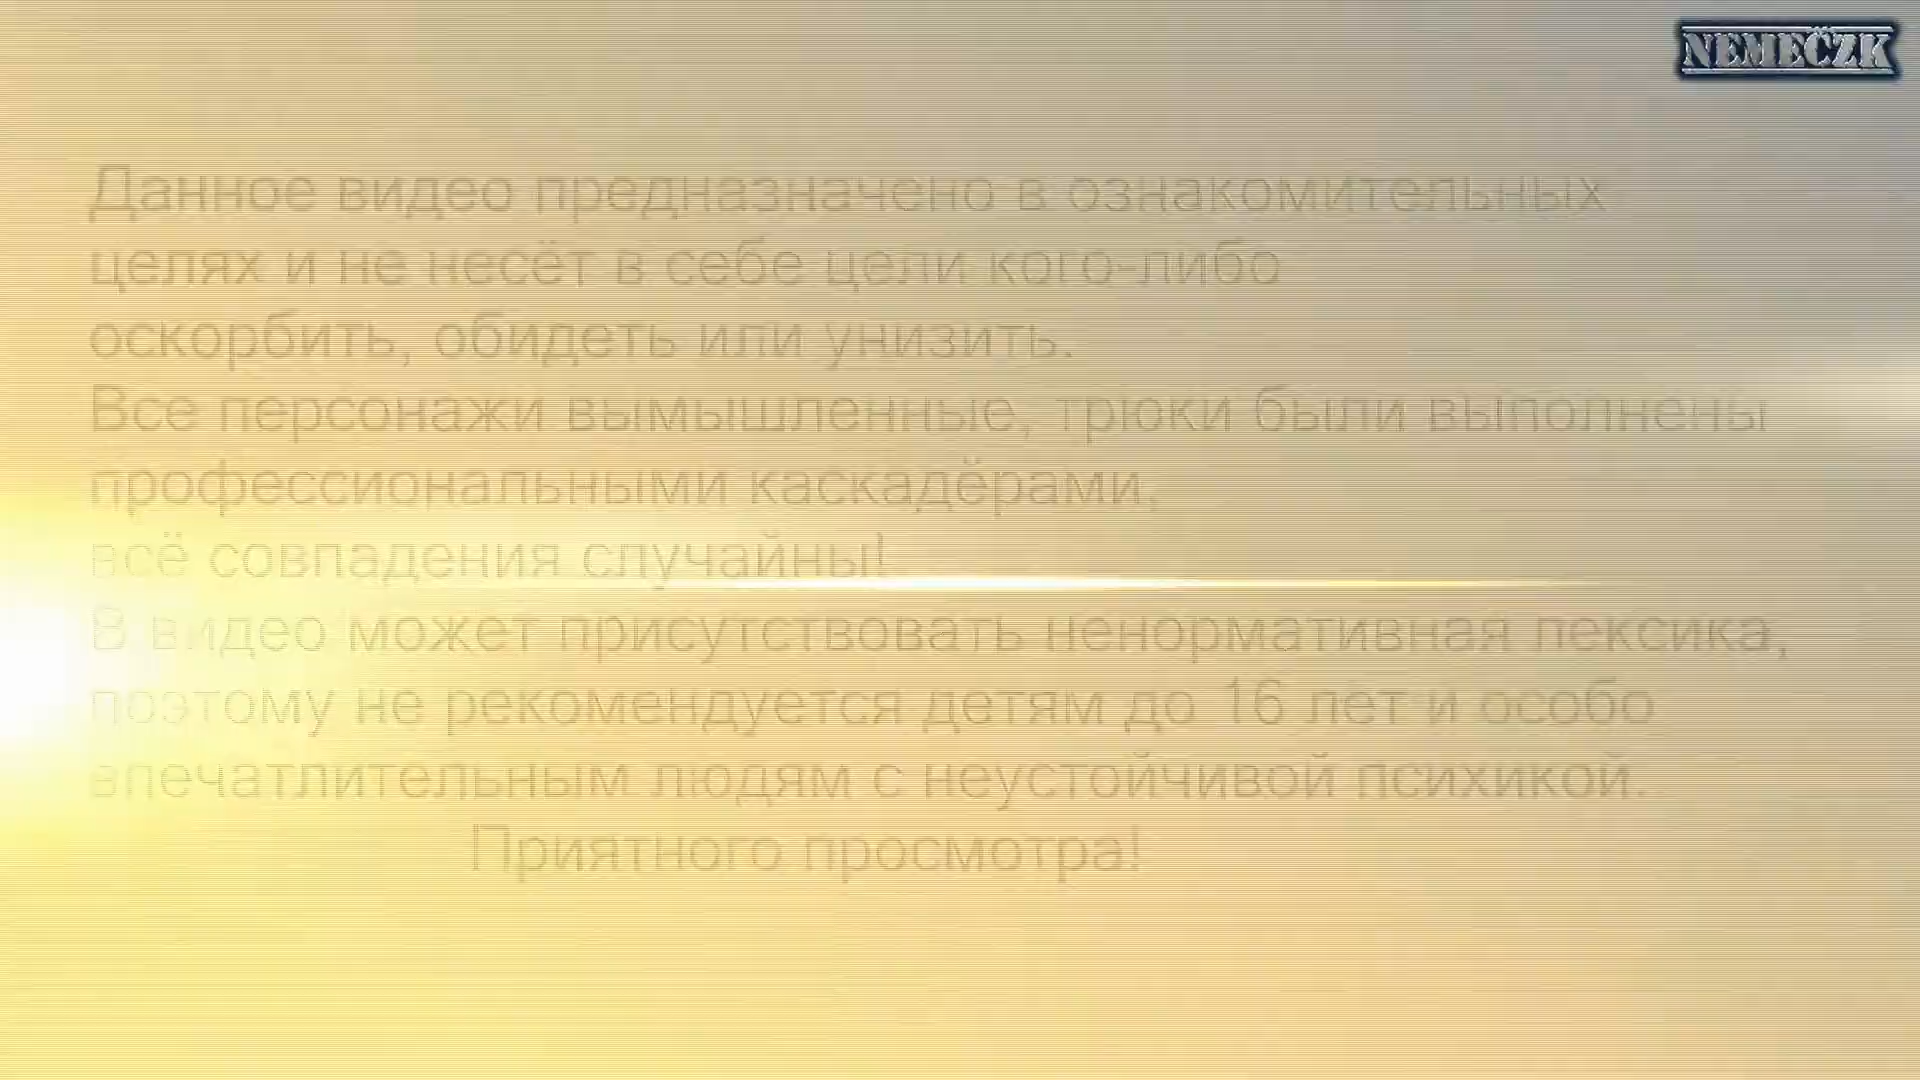 NEMEČZK
Данное видео предназначено в ознакомительных
целях и не несёт в себе цели кого-либо
оскорбить, обидеть или унизить.
Все персонажи вымышленные, трюки были выполнены
профессиональными каскадёрами,
всё совпадения случайны!
В видео может присутствовать ненормативная лексика,
поэтому не рекомендуется детям до 16 лет и особо
впечатлительным людям с неустойчивой психикой.
Приятного просмотра!